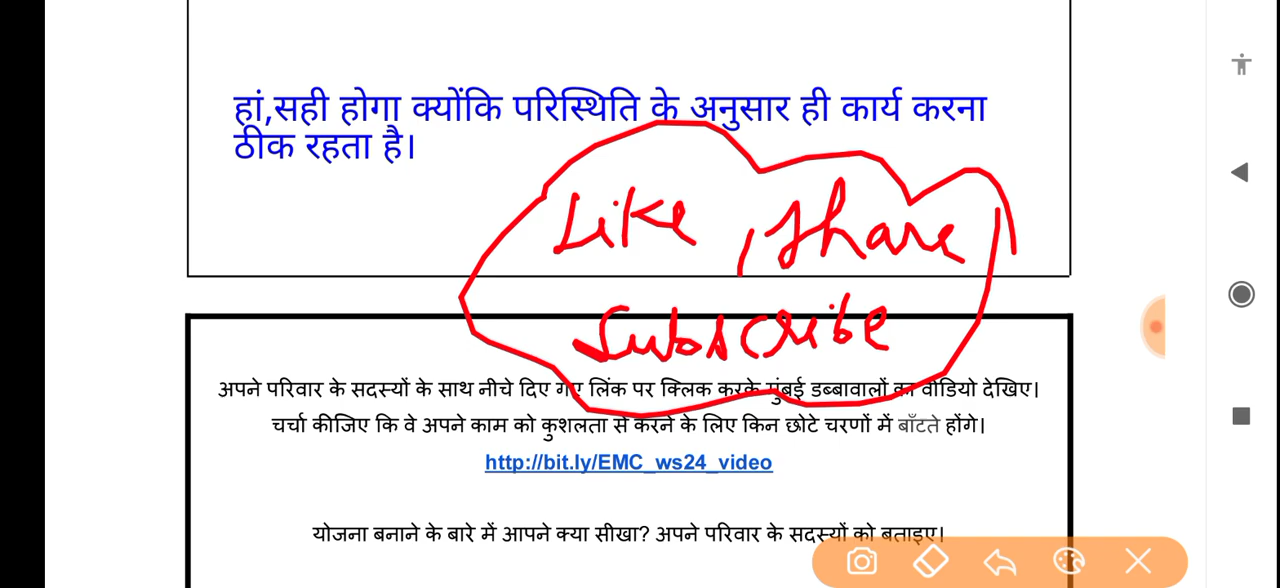 हां,सही होगा क्योंकि परिस्थिति के अनुसार ही कार्य करना
ठीक रहता है।
Like, Share
Subscribe
अपने परिवार के सदस्यों के साथ नीचे दिए गए लिंक पर क्लिक करके मुंबई डब्बावालों का वीडियो देखिए।
चर्चा कीजिए कि वे अपने काम को कुशलता से करने के लिए किन छोटे चरणों में बाँटते होंगे।
http://bit.ly/EMC_ws24_video
योजना बनाने के बारे में आपने क्या सीखा? अपने परिवार के सदस्यों को बताइए।